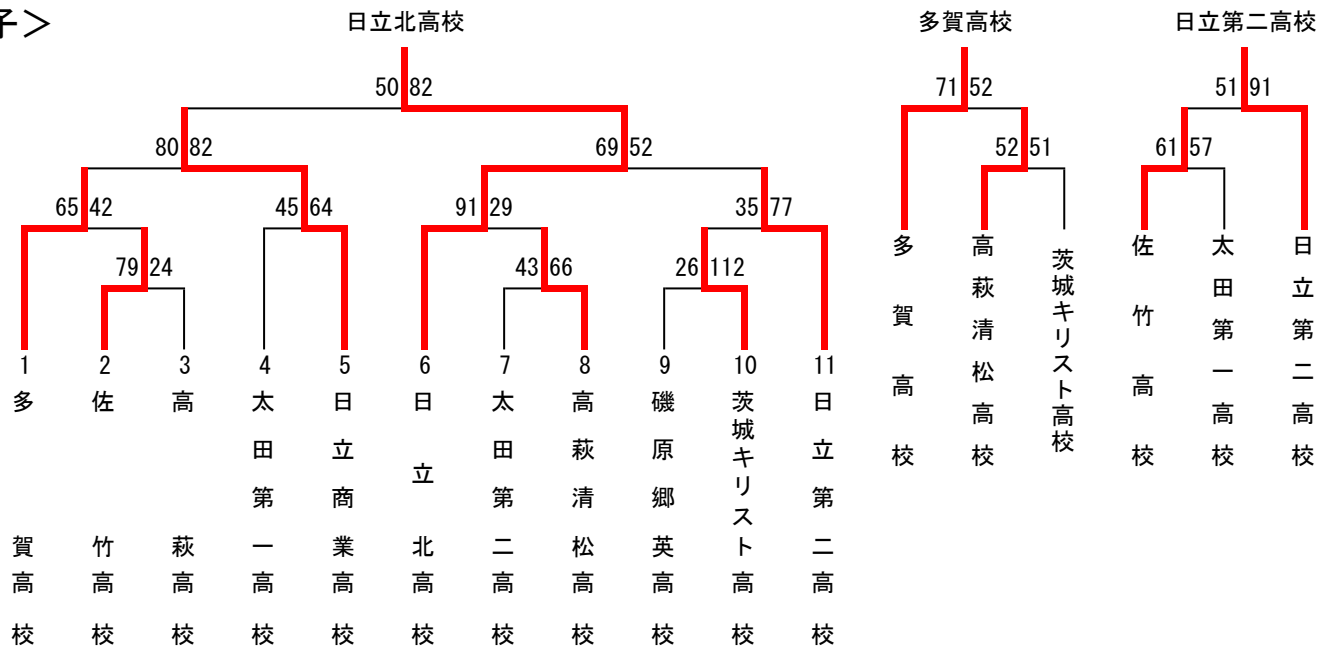 子＞
日立北高校
多賀高校
日立第二高校
50 82
71 52
51 91
80 82
69 52
52 51
61 57
65 42
45 64
91 29
35 77
79 24
43 66
26 112
1 2 3 4 5 6 7 8 9 10 11
多賀高校
佐竹高校
高萩高校
太田第一高校
日立商業高校
日立北高校
太田第二高校
高萩清松高校
磯原郷英高校
茨城キリスト高校
日立第二高校
多賀高校
高萩清松高校
茨城キリスト高校
佐竹高校
太田第一高校
日立第二高校